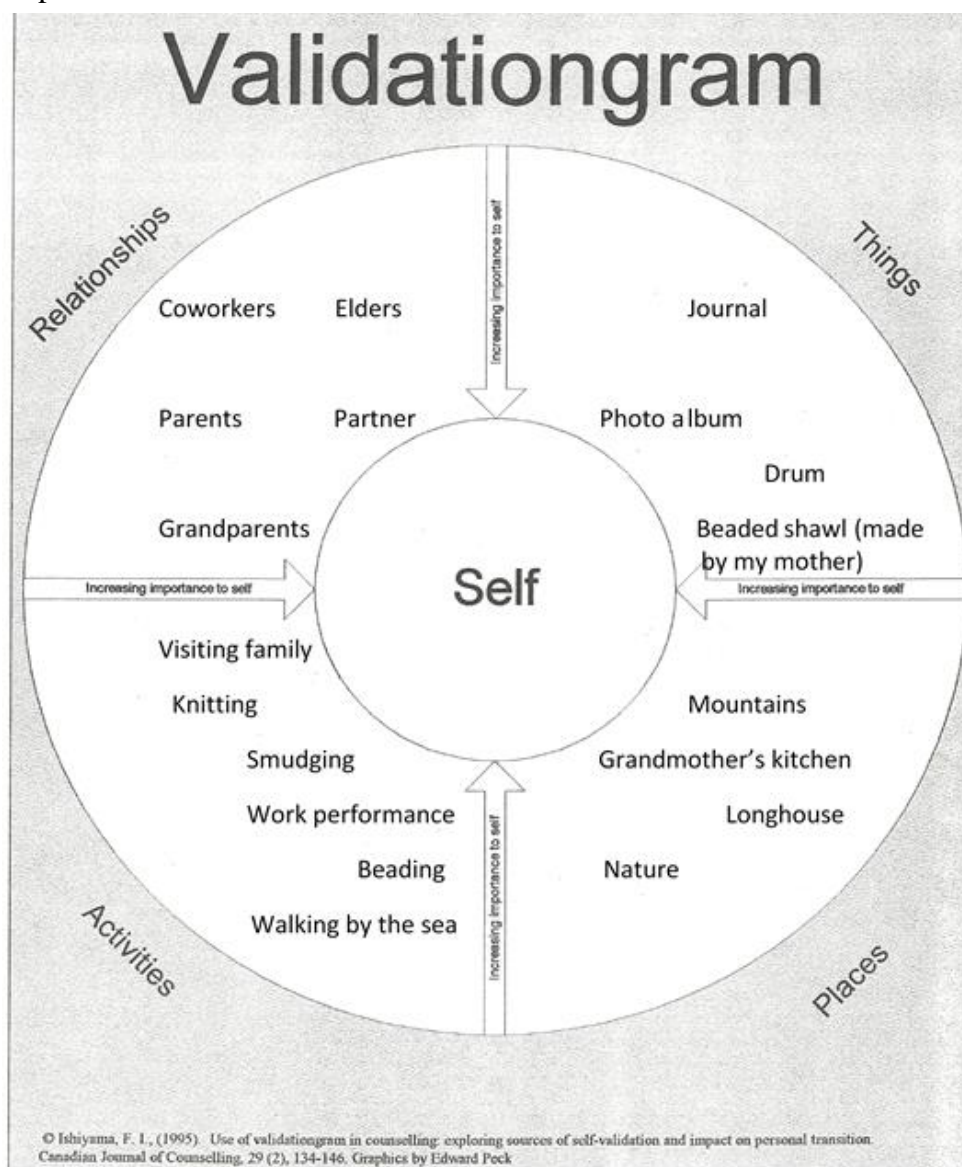 Validationgram
Relationships
Things
Increasing importance to self
Coworkers
Elders
Journal
Parents
Partner
Photo album
Drum
Grandparents
Beaded shawl (made
by my mother)
Increasing importance to self
Self
Increasing importance to self
Visiting family
Knitting
Mountains
Smudging
Grandmother's kitchen
Work performance
Longhouse
Beading
Nature
Walking by the sea
Increasing importance to self
Activities
Places
© Ishiyama, F. I., (1995). Use of validationgram in counselling: exploring sources of self-validation and impact on personal transition.
Canadian Journal of Counselling, 29 (2), 134-146. Graphics by Edward Peck